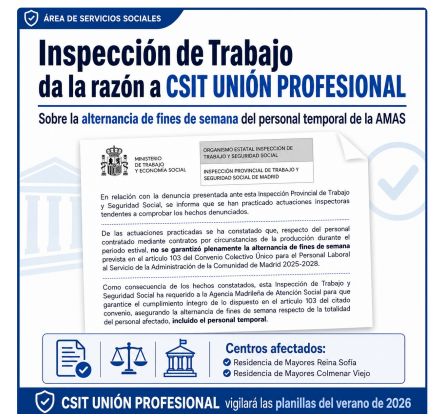 ÁREA DE SERVICIOS SOCIALES
Inspección de Trabajo
da la razón a CSIT UNIÓN PROFESIONAL
Sobre la alternancia de fines de semana del personal temporal de la AMAS
MINISTERIO
DE TRABAJO
Y ECONOMÍA SOCIAL
ORGANISMO ESTATAL INSPECCIÓN DE
TRABAJO Y SEGURIDAD SOCIAL
INSPECCIÓN PROVINCIAL DE TRABAJO Y
SEGURIDAD SOCIAL DE MADRID
En relación con la denuncia presentada ante esta Inspección Provincial de Trabajo
y Seguridad Social, se informa que se han practicado actuaciones inspectoras
tendentes a comprobar los hechos denunciados.
De las actuaciones practicadas se ha constatado que, respecto del personal
contratado mediante contratos por circunstancias de la producción durante el
período estival, no se garantizó plenamente la alternancia de fines de semana
prevista en el artículo 103 del Convenio Colectivo Único para el Personal Laboral
al Servicio de la Administración de la Comunidad de Madrid 2025-2028.
Como consecuencia de los hechos constatados, esta Inspección de Trabajo y
Seguridad Social ha requerido a la Agencia Madrileña de Atención Social para que
garantice el cumplimiento íntegro de lo dispuesto en el artículo 103 del citado
convenio, asegurando la alternancia de fines de semana respecto de la totalidad
del personal afectado, incluido el personal temporal.
Centros afectados:
Residencia de Mayores Reina Sofía
Residencia de Mayores Colmenar Viejo
CSIT UNIÓN PROFESIONAL vigilará las planillas del verano de 2026